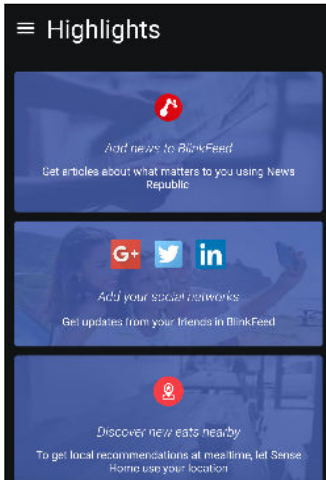 Highlights
Add news to BlinkFeed
Get articles about what matters to you using News
Republic
G+
in
Add your social networks
Get updates from your friends in BlinkFeed
Discover new eats nearby
To get local recommendations at mealtime, let Sense
Home use your location